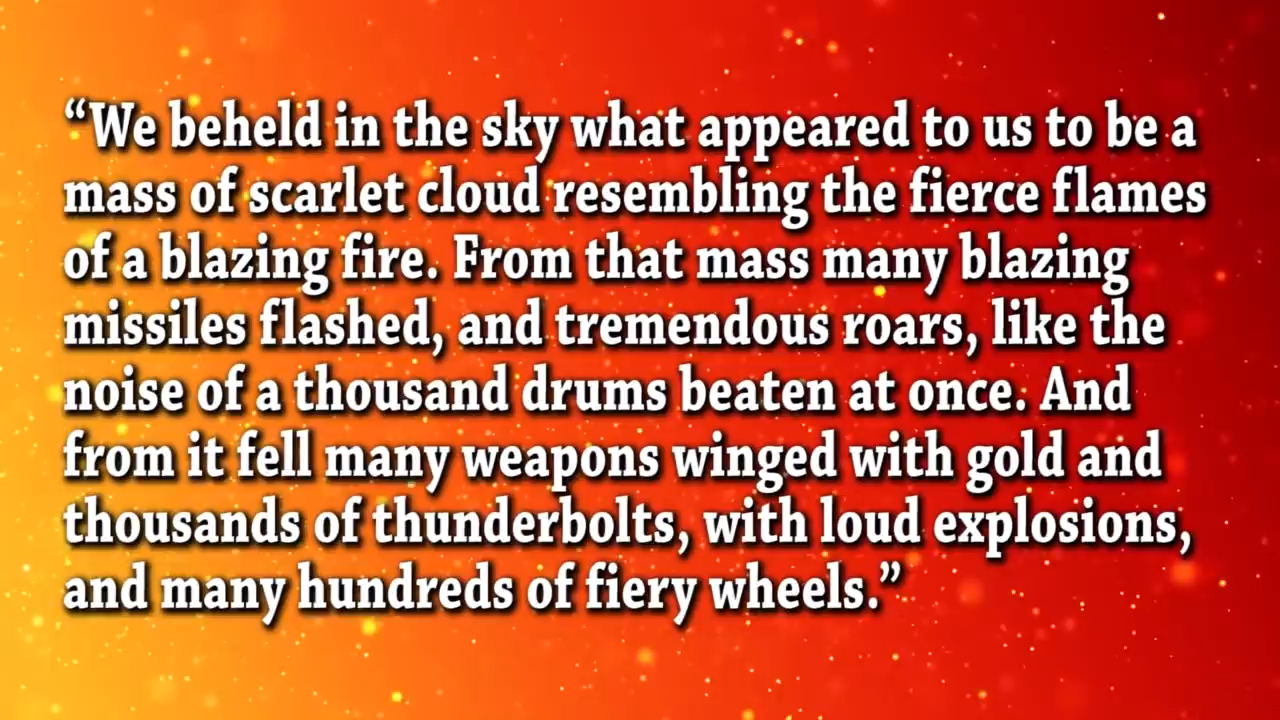 “We beheld in the sky what appeared to us to be a
mass of scarlet cloud resembling the fierce flames
of a blazing fire. From that mass many blazing
missiles flashed, and tremendous roars, like the
noise of a thousand drums beaten at once. And
from it fell many weapons winged with gold and
thousands of thunderbolts, with loud explosions,
and many hundreds of fiery wheels.”